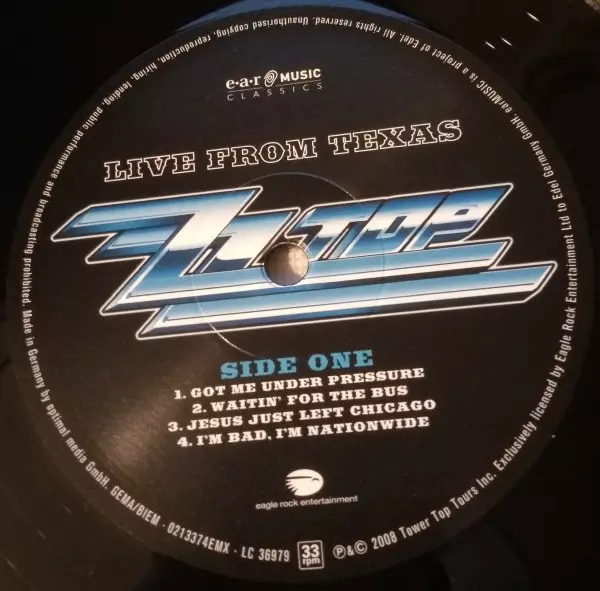 e·a·r MUSIC
CLASSICS
LIVE FROM TEXAS
ZZ TOP
SIDE ONE
1. GOT ME UNDER PRESSURE
2. WAITIN' FOR THE BUS
3. JESUS JUST LEFT CHICAGO
4. I'M BAD, I'M NATIONWIDE
eagle rock entertainment
33
rpm
℗&© 2008 Tower Top Tours Inc. Exclusively licensed by Eagle Rock Entertainment Ltd to Edel Germany GmbH. earMUSIC is a project of Edel. All rights reserved. Unauthorised copying, reproduction, hiring, lending, public performance and broadcasting prohibited. Made in Germany by optimal media GmbH. GEMA/BIEM - 0213374EMX - LC 36979